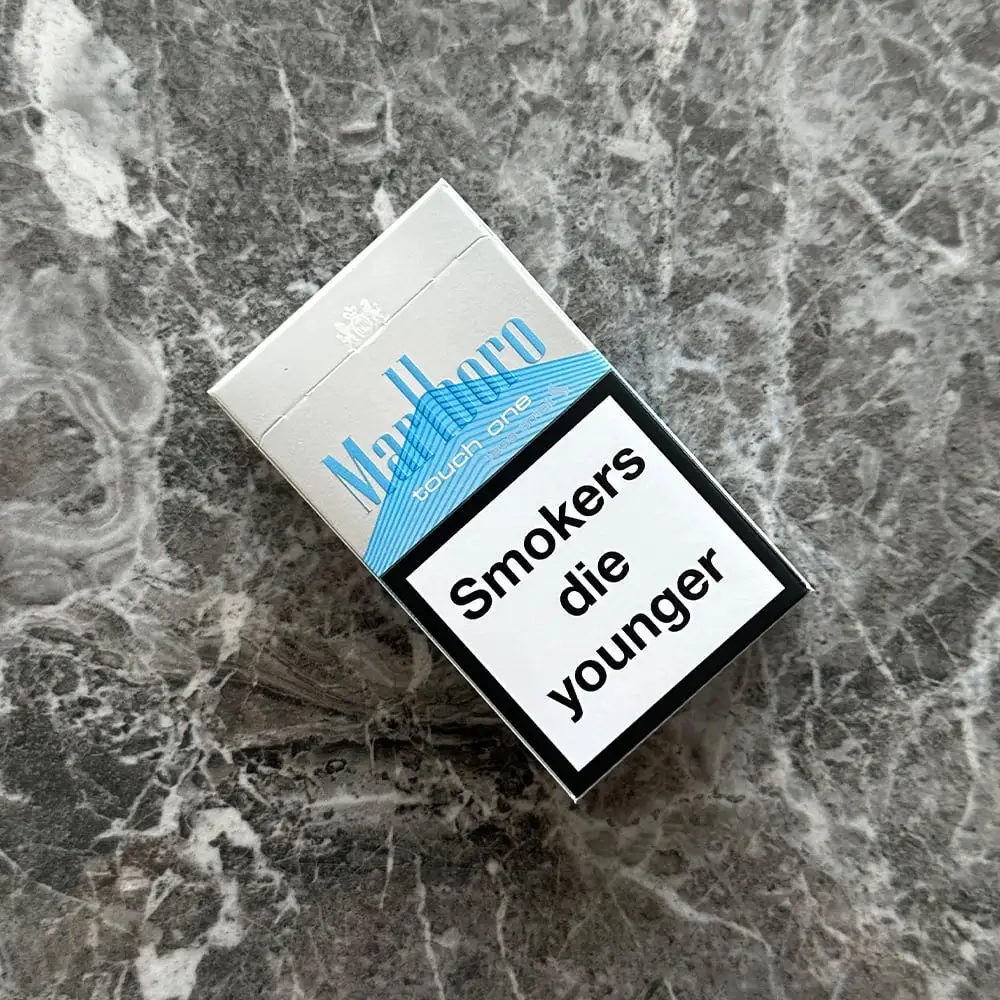 Marlboro
touch one
Smokers
die
younger